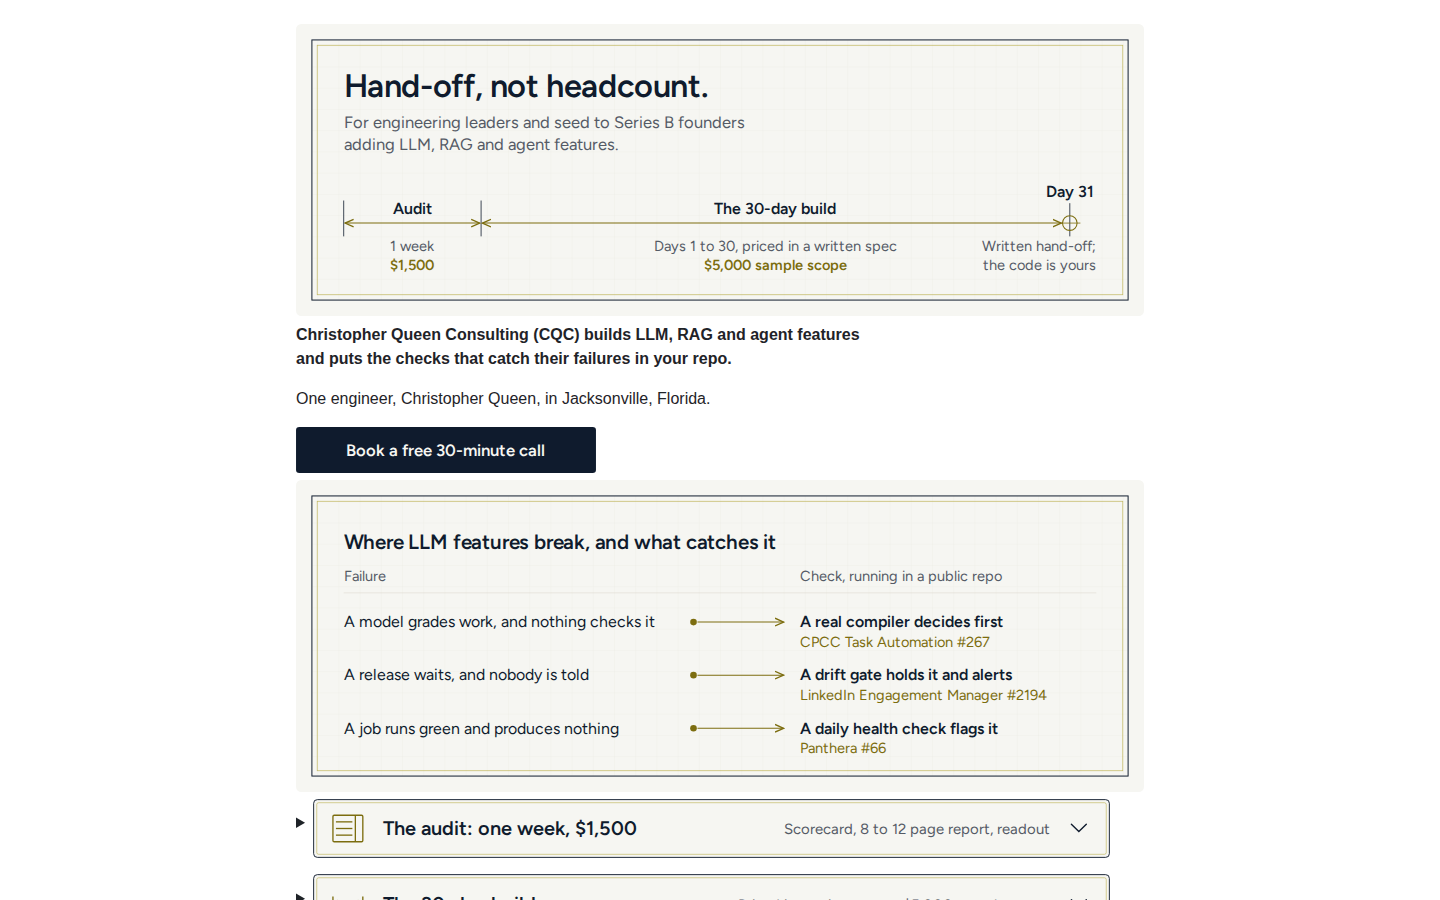 Hand-off, not headcount.
For engineering leaders and seed to Series B founders
adding LLM, RAG and agent features.
Day 31
Audit
The 30-day build
1 week
Days 1 to 30, priced in a written spec
Written hand-off;
$1,500
$5,000 sample scope
the code is yours
Christopher Queen Consulting (CQC) builds LLM, RAG and agent features
and puts the checks that catch their failures in your repo.
One engineer, Christopher Queen, in Jacksonville, Florida.
Book a free 30-minute call
Where LLM features break, and what catches it
Failure
Check, running in a public repo
A model grades work, and nothing checks it
A real compiler decides first
CPCC Task Automation #267
A release waits, and nobody is told
A drift gate holds it and alerts
LinkedIn Engagement Manager #2194
A job runs green and produces nothing
A daily health check flags it
Panthera #66
The audit: one week, $1,500
Scorecard, 8 to 12 page report, readout